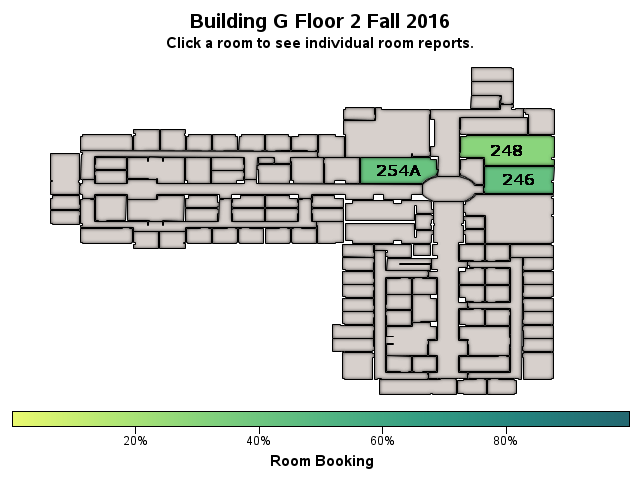 Building G Floor 2 Fall 2016
Click a room to see individual room reports.
248
254A
246
20%
40%
60%
80%
Room Booking